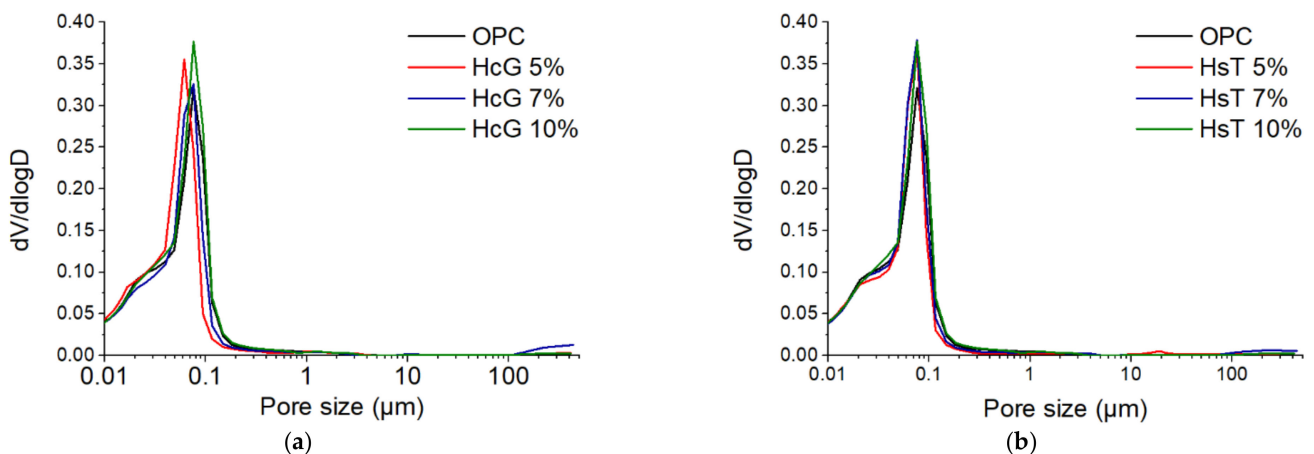 0.40
0.35
0.30
0.25
0.20
0.15
0.10
0.05
0.00
dV/dlogD
OPC
HcG 5%
HcG 7%
HcG 10%
0.01
0.1
1
10
100
Pore size (µm)
(a)
0.40
0.35
0.30
0.25
0.20
0.15
0.10
0.05
0.00
dV/dlogD
OPC
HsT 5%
HsT 7%
HsT 10%
0.01
0.1
1
10
100
Pore size (µm)
(b)